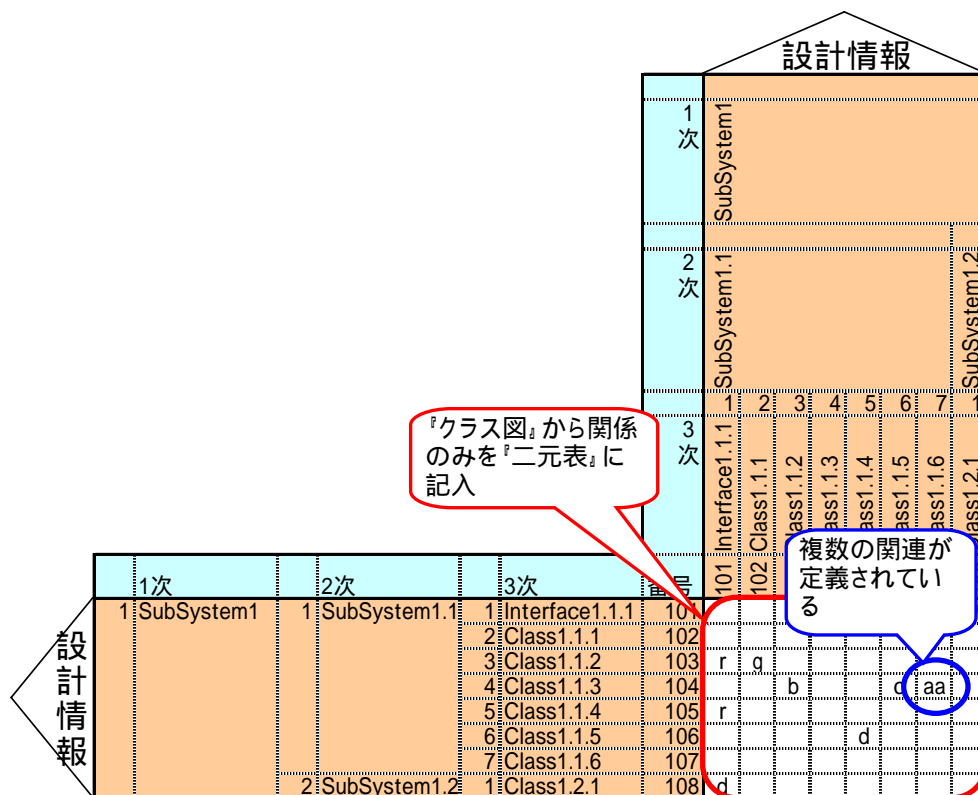 設計情報
1次
SubSystem1
2次
SubSystem1.1
SubSystem1.2
1 2 3 4 5 6 7 1
3次
Interface1.1.1
Class1.1.1
lass1.1.2
ass1.1.3
ass1.1.4
ass1.1.5
ass1.1.6
lass1.2.1
『クラス図』から関係
のみを『二元表』に
記入
複数の関連が
定義されてい
る
1次 2次 3次 番号 101 102
設計情報
1 SubSystem1 1 SubSystem1.1 1 Interface1.1.1 101
2 Class1.1.1 102
3 Class1.1.2 103 r g
4 Class1.1.3 104 b c aa
5 Class1.1.4 105 r
6 Class1.1.5 106 d
7 Class1.1.6 107
2 SubSystem1.2 1 Class1.2.1 108 d